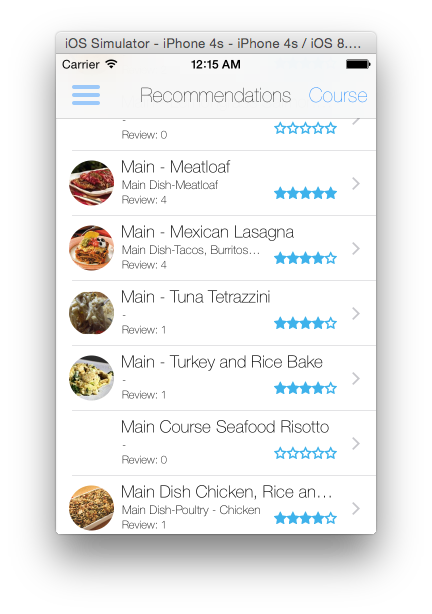 iOS Simulator - iPhone 4s - iPhone 4s / iOS 8....
Carrier 12:15 AM
Recommendations Course
-
Review: 0
Main - Meatloaf
Main Dish-Meatloaf
Review: 4
Main - Mexican Lasagna
Main Dish-Tacos, Burritos...
Review: 4
Main - Tuna Tetrazzini
-
Review: 1
Main - Turkey and Rice Bake
-
Review: 1
Main Course Seafood Risotto
-
Review: 0
Main Dish Chicken, Rice an...
Main Dish-Poultry - Chicken
Review: 1